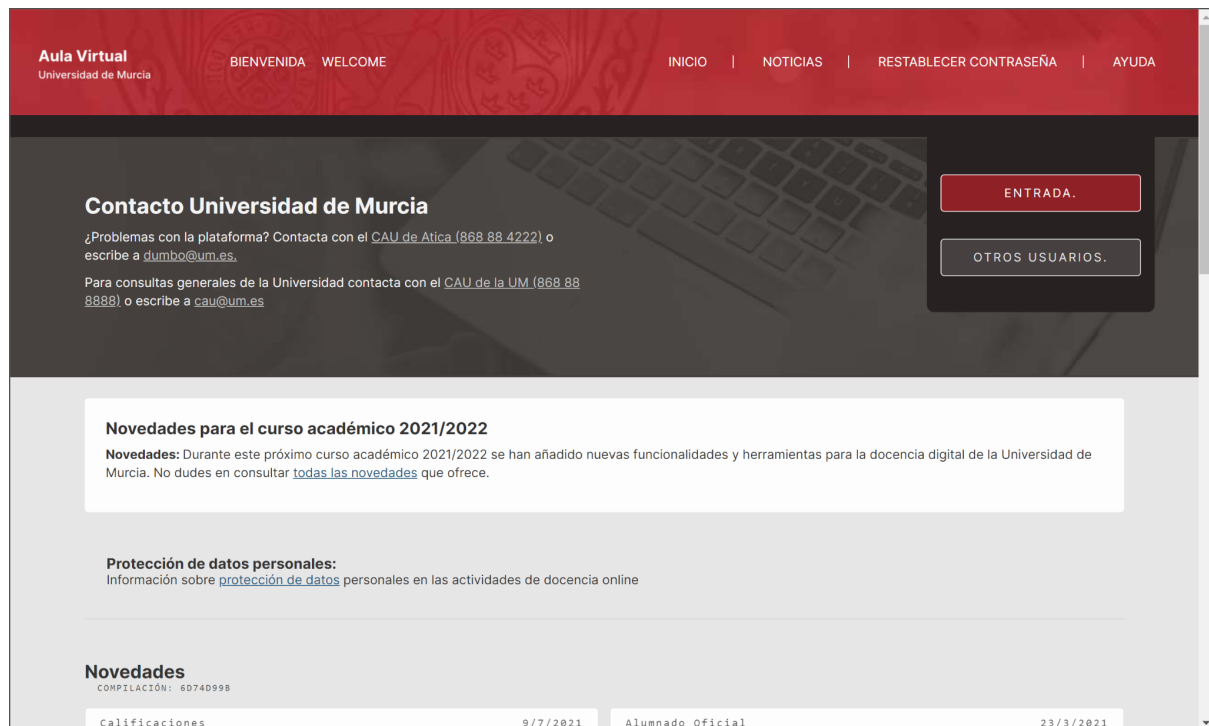 Aula Virtual
Universidad de Murcia
BIENVENIDA WELCOME
INICIO | NOTICIAS | RESTABLECER CONTRASEÑA | AYUDA
Contacto Universidad de Murcia
¿Problemas con la plataforma? Contacta con el CAU de Atica (868 88 4222) o
escribe a dumbo@um.es.
Para consultas generales de la Universidad contacta con el CAU de la UM (868 88
8888) o escribe a cau@um.es
ENTRADA.
OTROS USUARIOS.
Novedades para el curso académico 2021/2022
Novedades: Durante este próximo curso académico 2021/2022 se han añadido nuevas funcionalidades y herramientas para la docencia digital de la Universidad de
Murcia. No dudes en consultar todas las novedades que ofrece.
Protección de datos personales:
Información sobre protección de datos personales en las actividades de docencia online
Novedades
COMPILACIÓN: 6D74D99B
Calificaciones 9/7/2021
Alumnado Oficial 23/3/2021